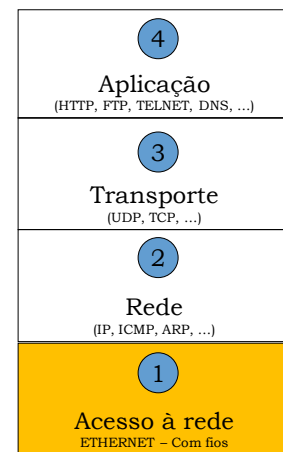 4
Aplicação
(HTTP, FTP, TELNET, DNS, ...)
3
Transporte
(UDP, TCP, ...)
2
Rede
(IP, ICMP, ARP, ...)
1
Acesso à rede
ETHERNET – Com fios